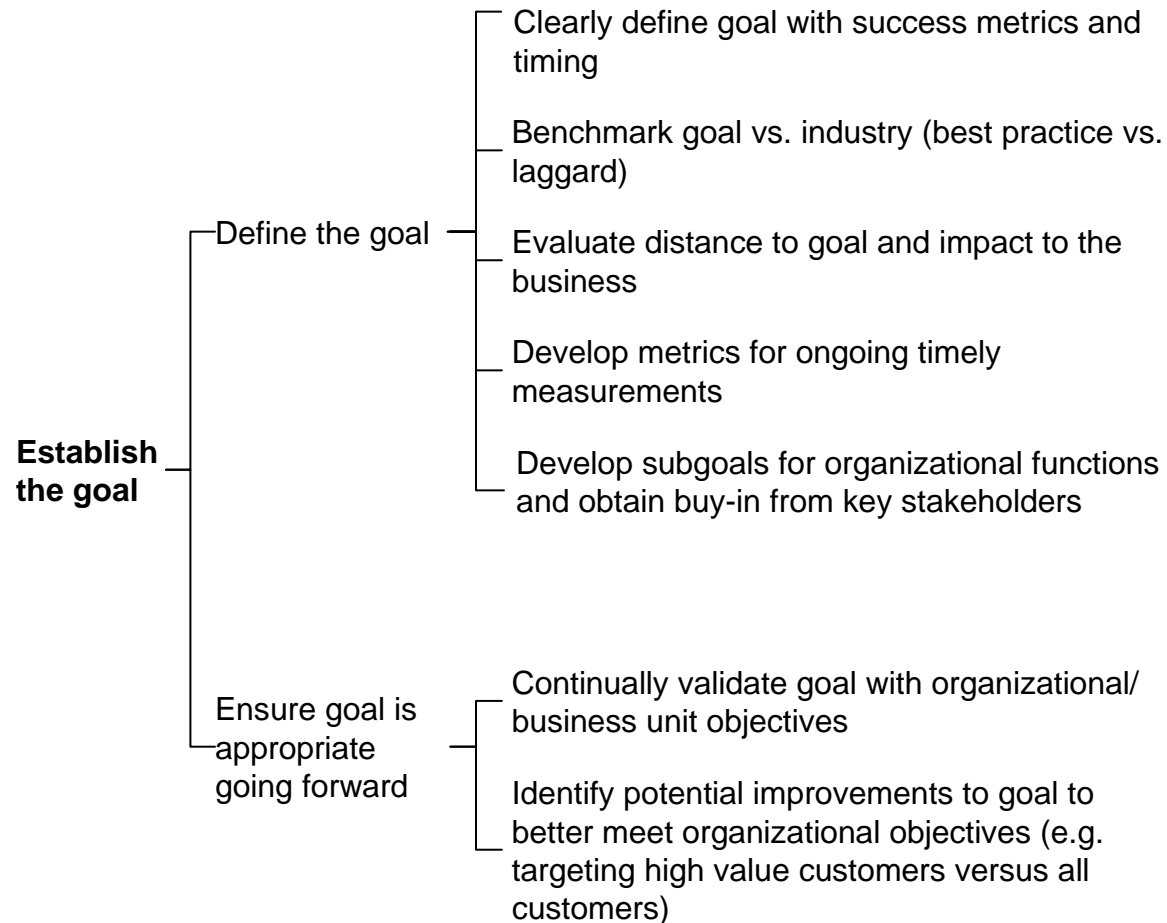 Clearly define goal with success metrics and
timing
Benchmark goal vs. industry (best practice vs.
laggard)
Define the goal
Evaluate distance to goal and impact to the
business
Develop metrics for ongoing timely
measurements
Establish
the goal
Develop subgoals for organizational functions
and obtain buy-in from key stakeholders
Ensure goal is
appropriate
going forward
Continually validate goal with organizational/
business unit objectives
Identify potential improvements to goal to
better meet organizational objectives (e.g.
targeting high value customers versus all
customers)